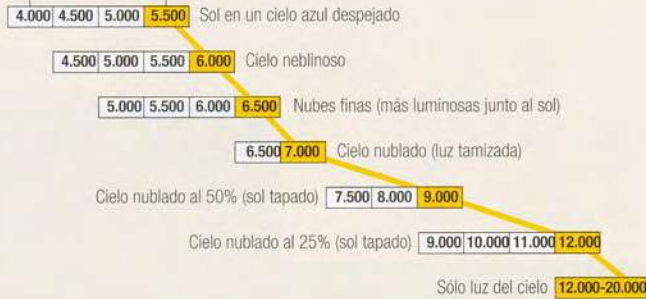 4.000 4.500 5.000 5.500 Sol en un cielo azul despejado
4.500 5.000 5.500 6.000 Cielo neblinoso
5.000 5.500 6.000 6.500 Nubes finas (más luminosas junto al sol)
6.500 7.000 Cielo nublado (luz tamizada)
Cielo nublado al 50% (sol tapado) 7.500 8.000 9.000
Cielo nublado al 25% (sol tapado) 9.000 10.000 11.000 12.000
Sólo luz del cielo 12.000-20.000